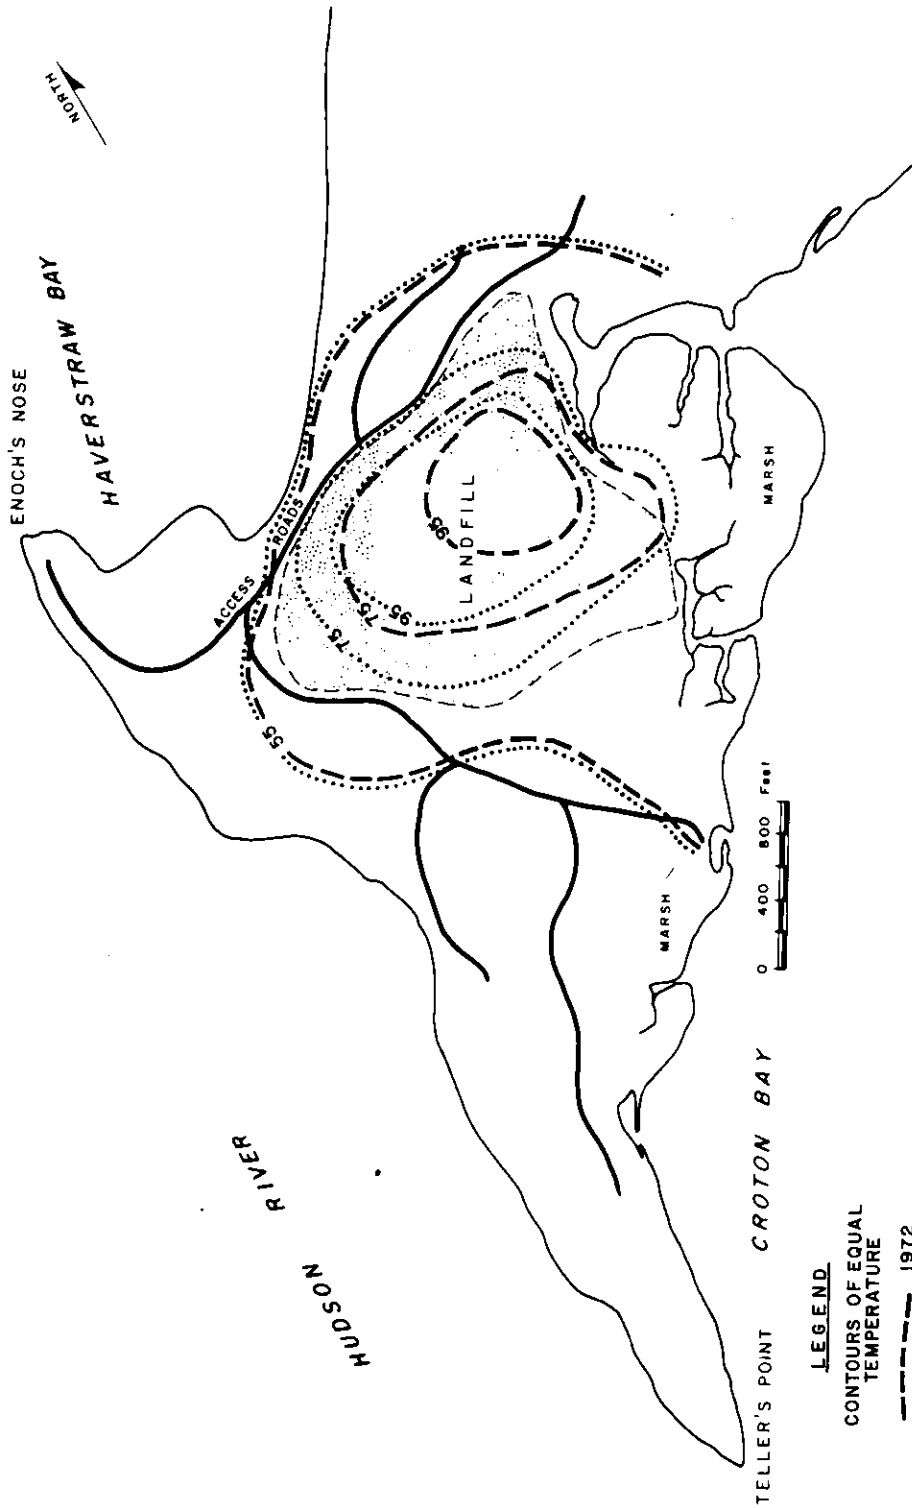 ENOCH'S NOSE
HAVERSTRAW BAY
NORTH
ACCESS
ROADS
55
75
75
95
95
LANDFILL
MARSH
MARSH
0 400 800 Feet
HUDSON RIVER
CROTON BAY
TELLER'S POINT
LEGEND
CONTOURS OF EQUAL
TEMPERATURE
1972